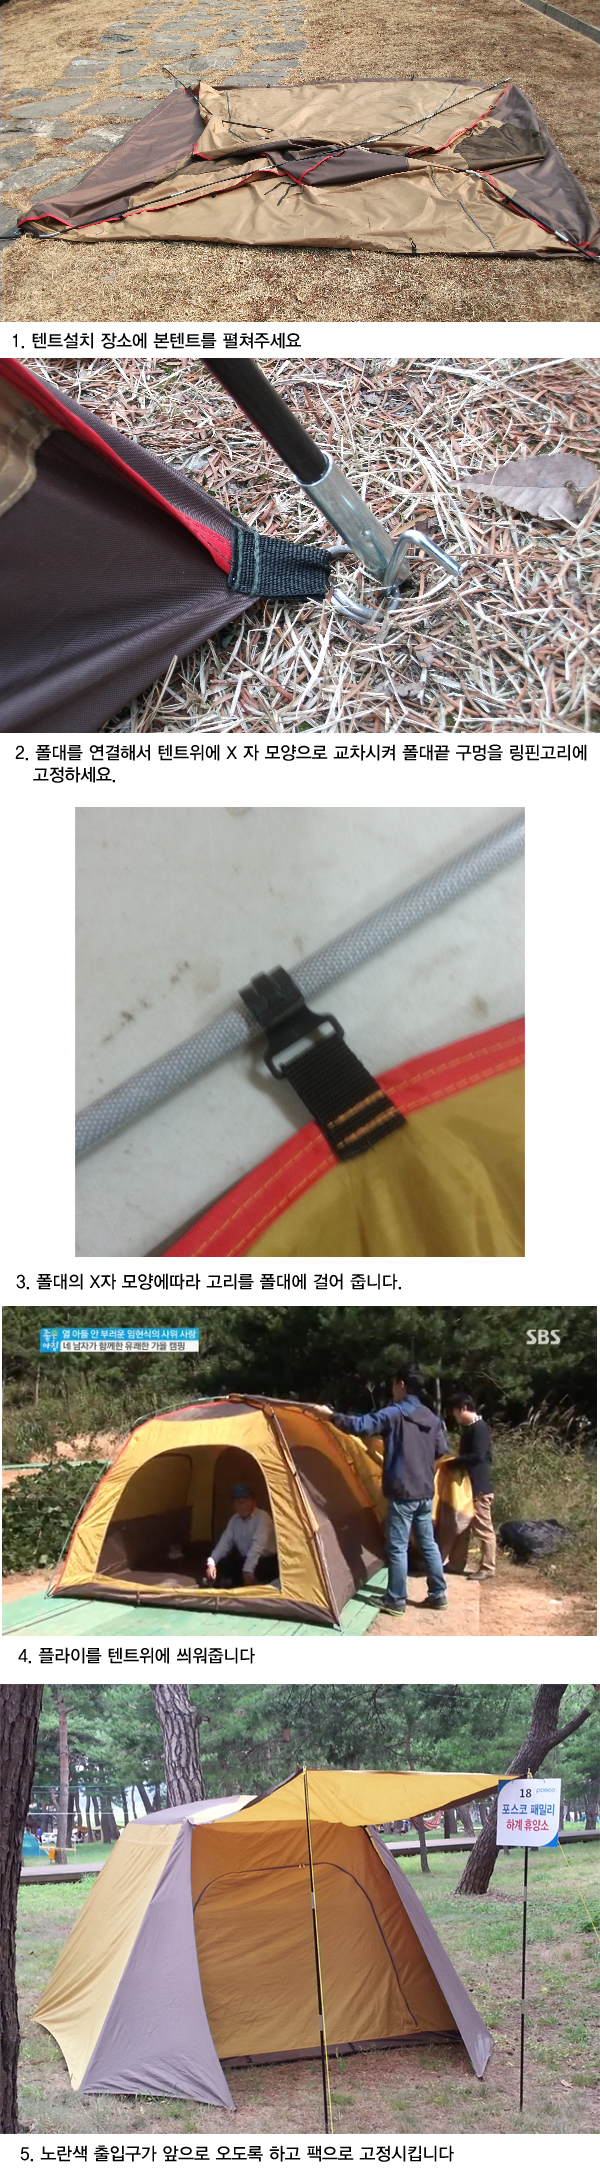 1. 텐트설치 장소에 본텐트를 펼쳐주세요
2. 폴대를 연결해서 텐트위에 X 자 모양으로 교차시켜 폴대끝 구멍을 링핀고리에
고정하세요.
3. 폴대의 X자 모양에따라 고리를 폴대에 걸어 줍니다.
좋은
아침
열 아들 안 부러운 임현식의 사위 사랑
네 남자가 함께한 유쾌한 가을 캠핑
SBS
4. 플라이를 텐트위에 씌워줍니다
18 posco
포스코 패밀리
하계 휴양소
5. 노란색 출입구가 앞으로 오도록 하고 팩으로 고정시킵니다